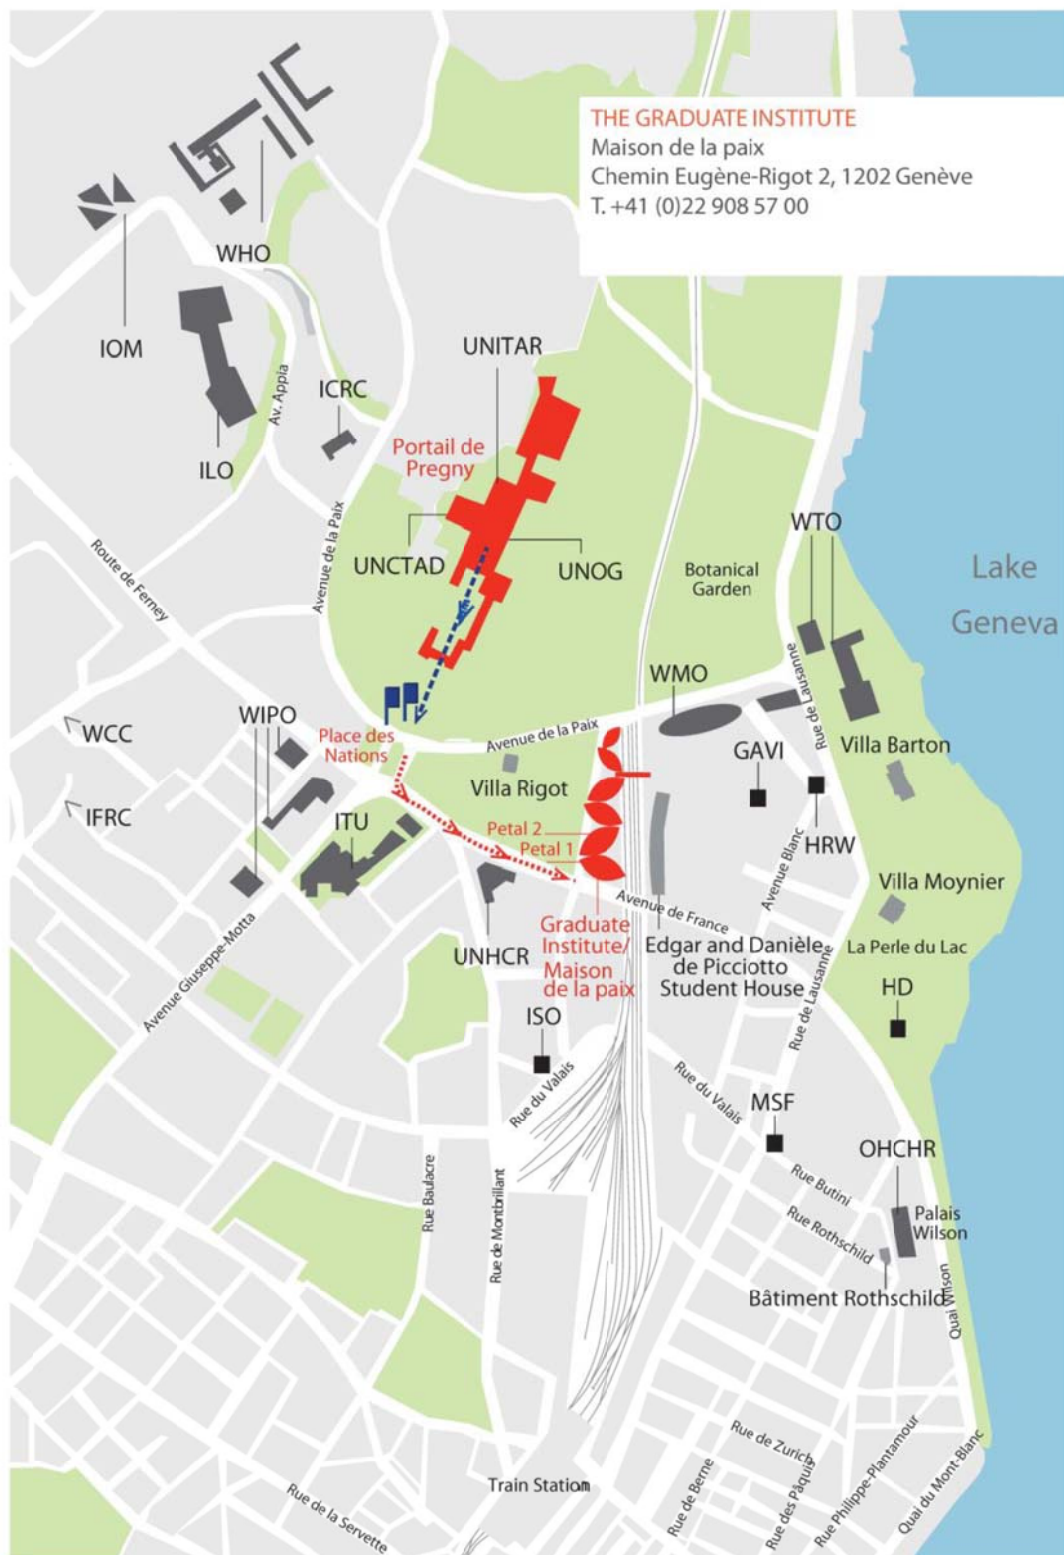 THE GRADUATE INSTITUTE
Maison de la paix
Chemin Eugène-Rigot 2, 1202 Genève
T. +41 (0)22 908 57 00
WHO
IOM
UNITAR
ICRC
Av. Appia
Portail de
Pregny
ILO
WTO
Route de Ferney
Avenue de la Paix
UNCTAD
UNOG
Botanical
Garden
Lake
Geneva
Rue de Lausanne
WMO
WIPO
WCC
Place des
Nations
Avenue de la Paix
GAVI
Villa Barton
Villa Rigot
IFRC
ITU
Petal 2
Petal 1
HRW
Avenue Blanc
Villa Moynier
Avenue de France
Avenue Giuseppe-Motta
UNHCR
Graduate
Institute/
Maison
de la paix
Edgar and Danièle
de Picciotto
Student House
La Perle du Lac
Rue de Lausanne
HD
ISO
Rue du Valais
Rue du Valais
MSF
OHCHR
Rue Baulacre
Rue de Montbrillant
Rue Butini
Rue Rothschild
Palais
Wilson
Bâtiment Rothschild
Quai Wilson
Rue de Zurich
Train Station
Rue de la Servette
Rue de Berne
Rue des Pâquis
Rue Philippe-Plantamour
Quai du Mont-Blanc